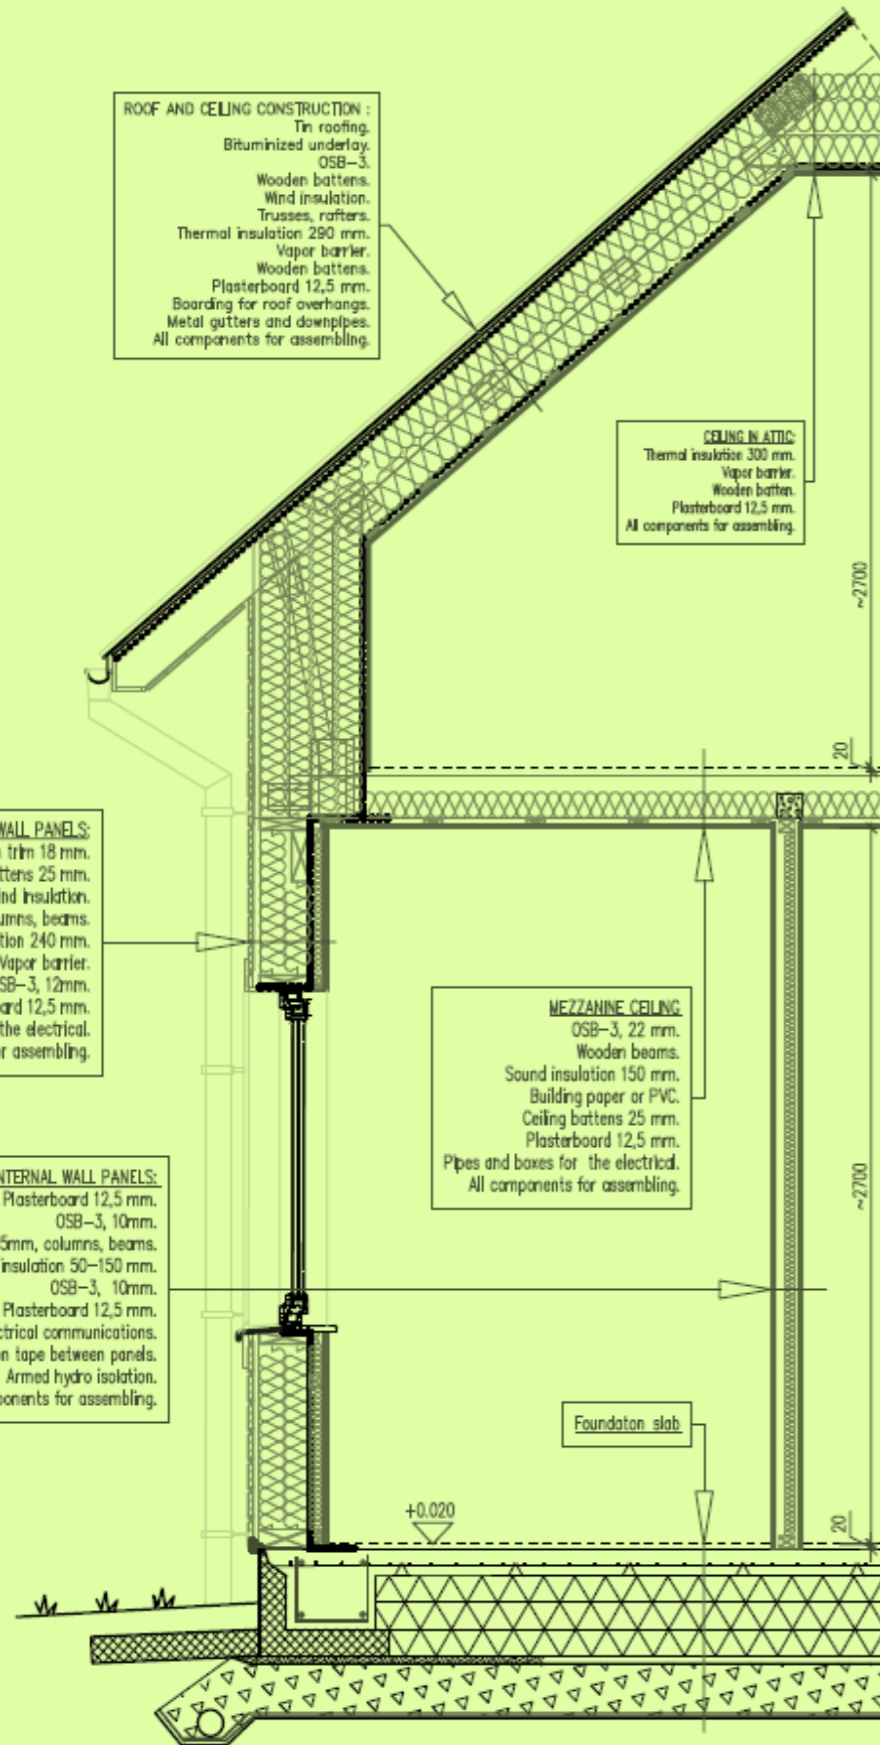 ROOF AND CEILING CONSTRUCTION :
Tin roofing.
Bituminized underlay.
OSB-3.
Wooden battens.
Wind insulation.
Trusses, rafters.
Thermal insulation 290 mm.
Vapor barrier.
Wooden battens.
Plasterboard 12,5 mm.
Boarding for roof overhangs.
Metal gutters and downpipes.
All components for assembling.
CEILING IN ATTIC:
Thermal insulation 300 mm.
Vapor barrier.
Wooden batten.
Plasterboard 12,5 mm.
All components for assembling.
~2700
20
WALL PANELS:
trim 18 mm.
ttens 25 mm.
nd insulation.
umns, beams.
tion 240 mm.
Vapor barrier.
SB-3, 12mm.
ard 12,5 mm.
the electrical.
r assembling.
MEZZANINE CEILING
OSB-3, 22 mm.
Wooden beams.
Sound insulation 150 mm.
Building paper or PVC.
Ceiling battens 25 mm.
Plasterboard 12,5 mm.
Pipes and boxes for the electrical.
All components for assembling.
NTERNAL WALL PANELS:
Plasterboard 12,5 mm.
OSB-3, 10mm.
5mm, columns, beams.
insulation 50-150 mm.
OSB-3, 10mm.
Plasterboard 12,5 mm.
ctrical communications.
n tape between panels.
Armed hydro isolation.
ponents for assembling.
~2700
Foundaton slab
+0.020
20